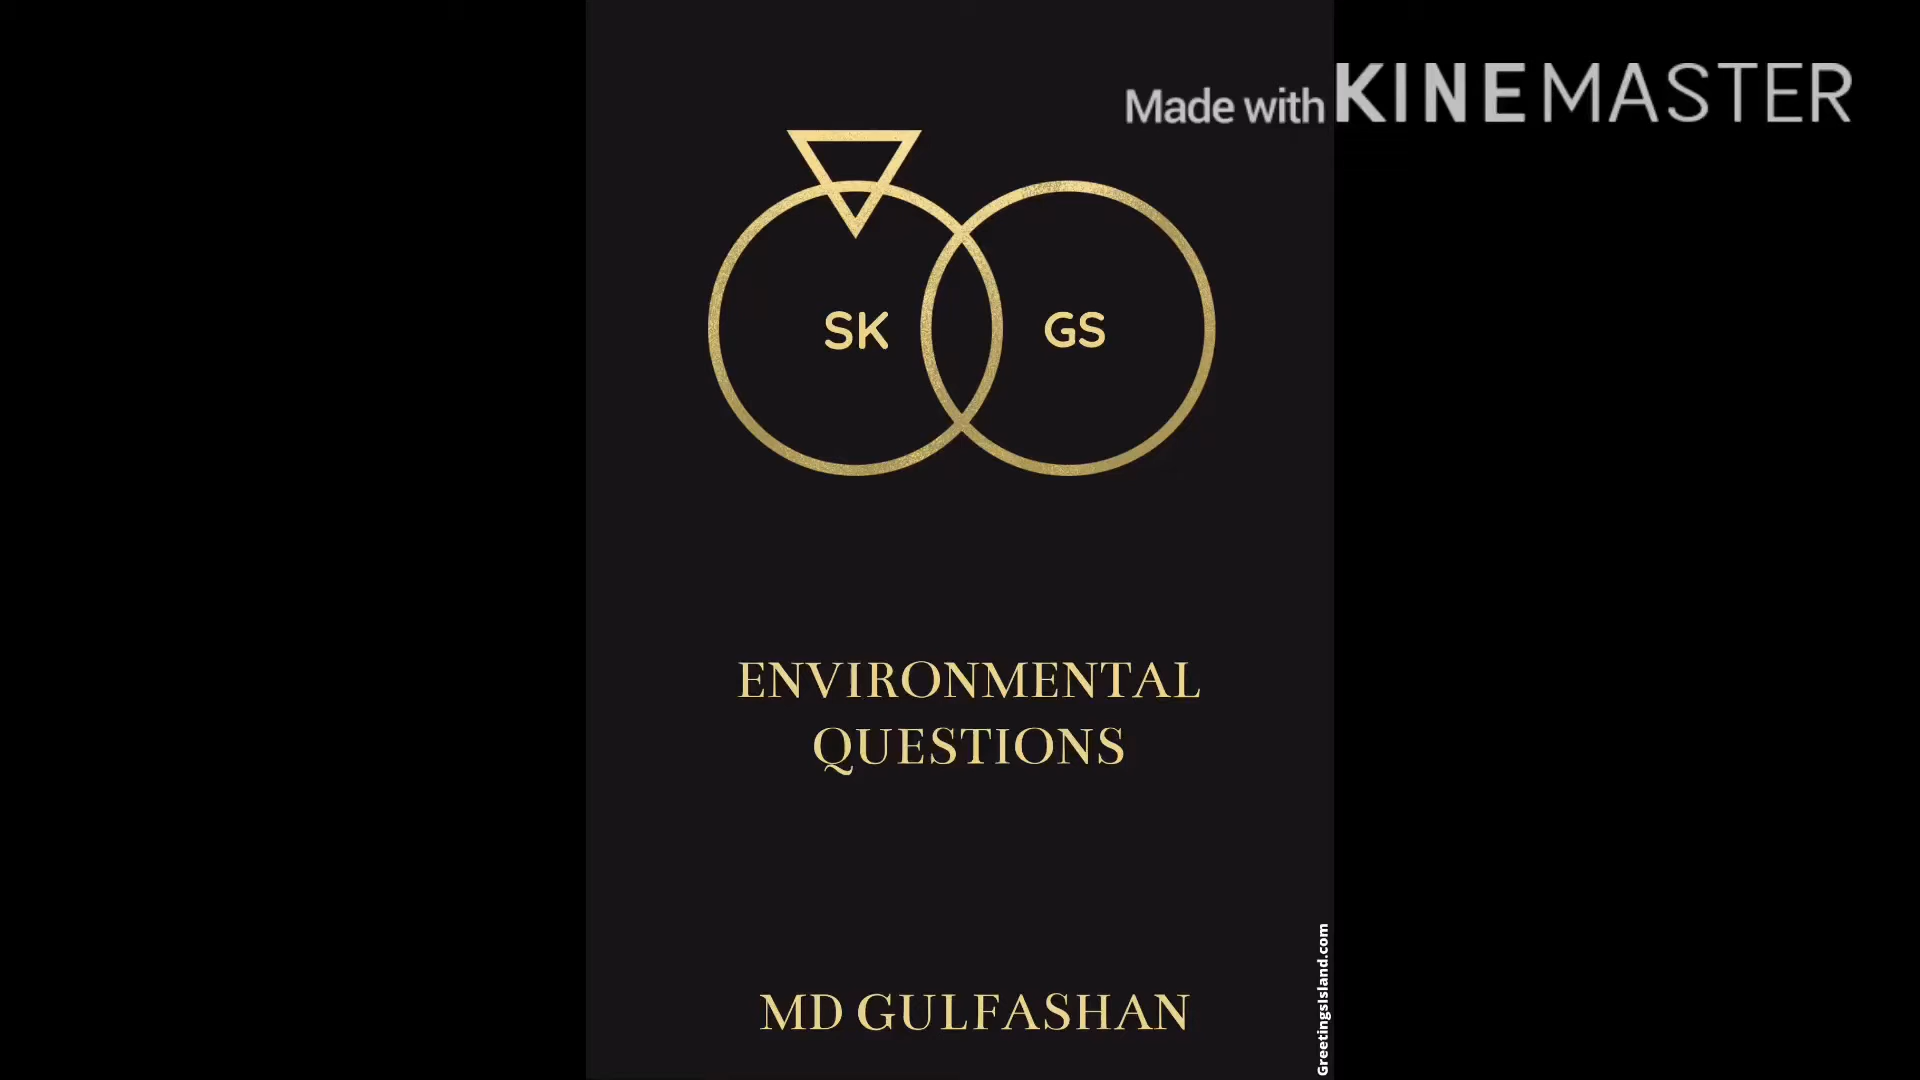 Made with KINEMASTER
SK
GS
ENVIRONMENTAL
QUESTIONS
MD GULFASHAN
GreetingsIsland.com